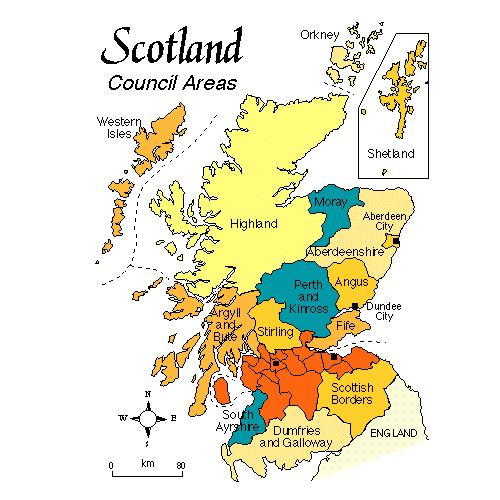 Scotland
Council Areas
Orkney
Western
Isles
Shetland
Moray
Aberdeen
City
Highland
Aberdeenshire
Perth
and
Kinross
Angus
Dundee
City
Argyll
and
Bute
Stirling
Fife
Scottish
Borders
South
Ayrshire
Dumfries
and Galloway
ENGLAND
N
W
E
S
km
0
80